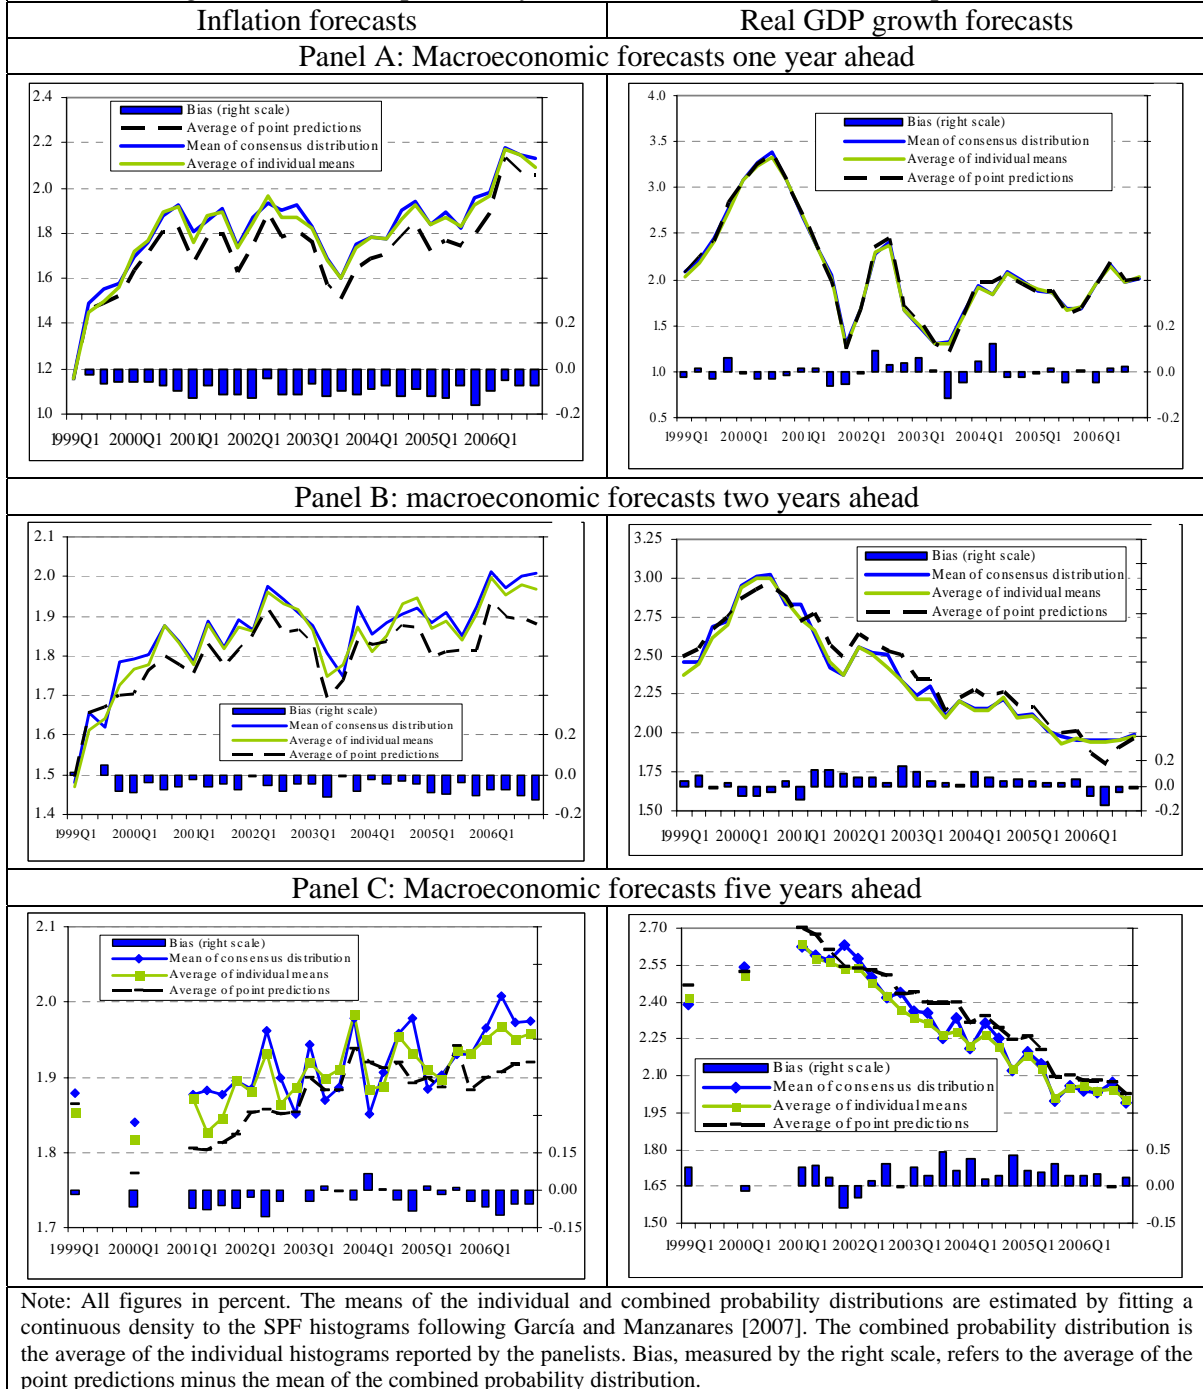 Inflation forecasts
Real GDP growth forecasts
Panel A: Macroeconomic forecasts one year ahead
2.4
2.2
2.0
1.8
1.6
1.4
1.2
1.0
Bias (right scale)
Average of point predictions
Mean of consensus distribution
Average of individual means
0.2
0.0
-0.2
1999Q1 2000Q1 2001Q1 2002Q1 2003Q1 2004Q1 2005Q1 2006Q1
4.0
3.5
3.0
2.5
2.0
1.5
1.0
0.5
Bias (right scale)
Mean of consensus distribution
Average of individual means
Average of point predictions
0.2
0.0
-0.2
1999Q1 2000Q1 2001Q1 2002Q1 2003Q1 2004Q1 2005Q1 2006Q1
Panel B: macroeconomic forecasts two years ahead
2.1
2.0
1.9
1.8
1.7
1.6
1.5
1.4
Bias (right scale)
Mean of consensus distribution
Average of individual means
Average of point predictions
0.2
0.0
-0.2
1999Q1 2000Q1 2001Q1 2002Q1 2003Q1 2004Q1 2005Q1 2006Q1
3.25
3.00
2.75
2.50
2.25
2.00
1.75
1.50
Bias (right scale)
Mean of consensus distribution
Average of individual means
Average of point predictions
0.2
0.0
-0.2
1999Q1 2000Q1 2001Q1 2002Q1 2003Q1 2004Q1 2005Q1 2006Q1
Panel C: Macroeconomic forecasts five years ahead
2.1
2.0
1.9
1.8
1.7
Bias (right scale)
Mean of consensus distribution
Average of individual means
Average of point predictions
0.15
0.00
-0.15
1999Q1 2000Q1 2001Q1 2002Q1 2003Q1 2004Q1 2005Q1 2006Q1
2.70
2.55
2.40
2.25
2.10
1.95
1.80
1.65
1.50
Bias (right scale)
Mean of consensus distribution
Average of individual means
Average of point predictions
0.15
0.00
-0.15
1999Q1 2000Q1 2001Q1 2002Q1 2003Q1 2004Q1 2005Q1 2006Q1
Note: All figures in percent. The means of the individual and combined probability distributions are estimated by fitting a
continuous density to the SPF histograms following García and Manzanares [2007]. The combined probability distribution is
the average of the individual histograms reported by the panelists. Bias, measured by the right scale, refers to the average of the
point predictions minus the mean of the combined probability distribution.